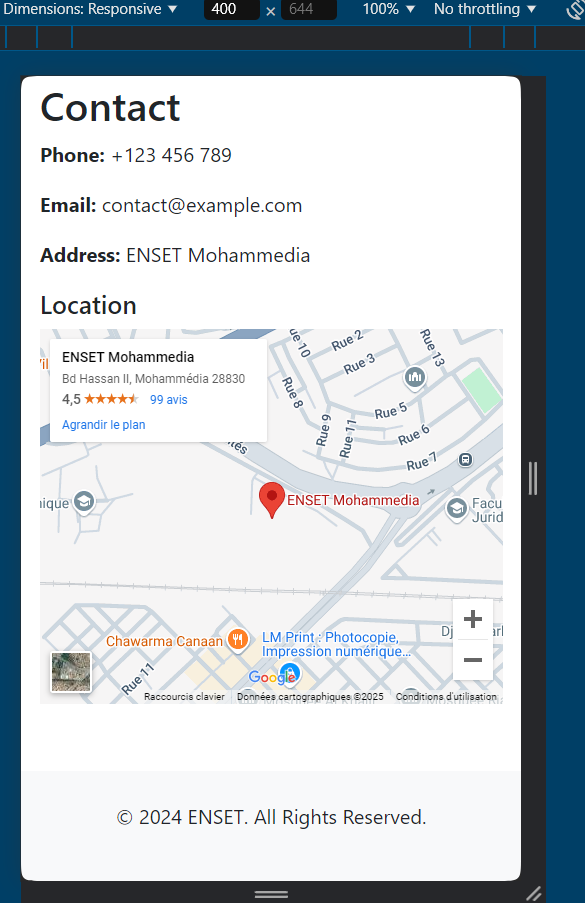 Dimensions: Responsive ▼ 400 × 644 100% ▼ No throttling ▼
Contact
Phone: +123 456 789
Email: contact@example.com
Address: ENSET Mohammedia
Location
ENSET Mohammedia
Bd Hassan II, Mohammédia 28830
4,5 ★★★★★ 99 avis
Agrandir le plan
Rue 2
Rue 13
Rue 3
Rue 8
Rue 5
Rue 9
Rue 11
Rue 6
Rue 7
ENSET Mohammedia
ique
Facu
Jurid
Chawarma Canaan
LM Print : Photocopie,
Impression numérique...
Rue 11
Google
Raccourcis clavier Données cartographiques ©2025 Conditions d'utilisation
© 2024 ENSET. All Rights Reserved.